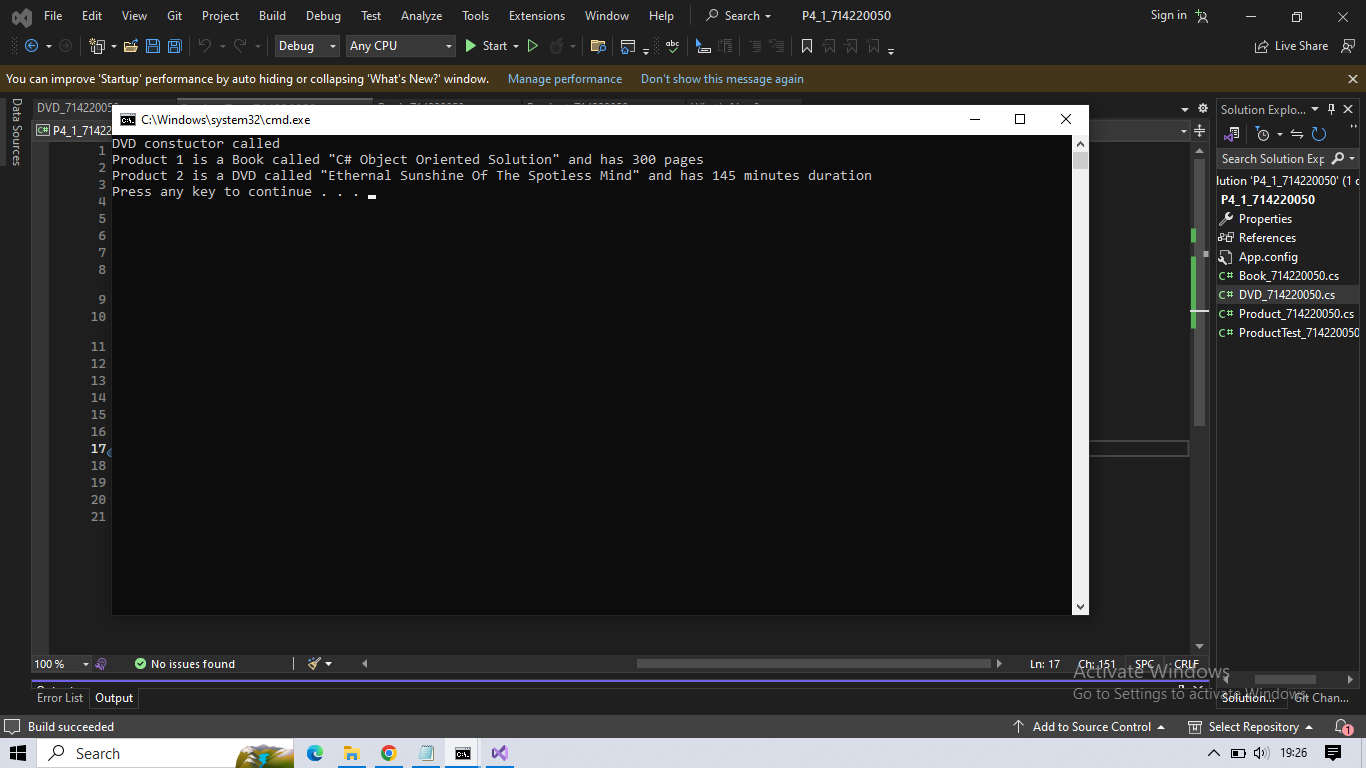 File Edit View Git Project Build Debug Test Analyze Tools Extensions Window Help Search P4_1_714220050 Sign in
Debug Any CPU Start Live Share
You can improve 'Startup' performance by auto hiding or collapsing 'What's New?' window. Manage performance Don't show this message again
Data Sources
C:\Windows\system32\cmd.exe
DVD constuctor called
Product 1 is a Book called "C# Object Oriented Solution" and has 300 pages
Product 2 is a DVD called "Ethernal Sunshine Of The Spotless Mind" and has 145 minutes duration
Press any key to continue . . .
1
2
3
4
5
6
7
8
9
10
11
12
13
14
15
16
17
18
19
20
21
Solution Explo...
Search Solution Exp
lution 'P4_1_714220050' (1 c
P4_1_714220050
Properties
References
App.config
C# Book_714220050.cs
C# DVD_714220050.cs
C# Product_714220050.cs
C# ProductTest_714220050
100 % No issues found Ln: 17 Ch: 151 SPC CRLF
Error List Output
Solution... Git Chan...
Activate Windows
Go to Settings to activate Windows.
Build succeeded Add to Source Control Select Repository 1
Search 19:26